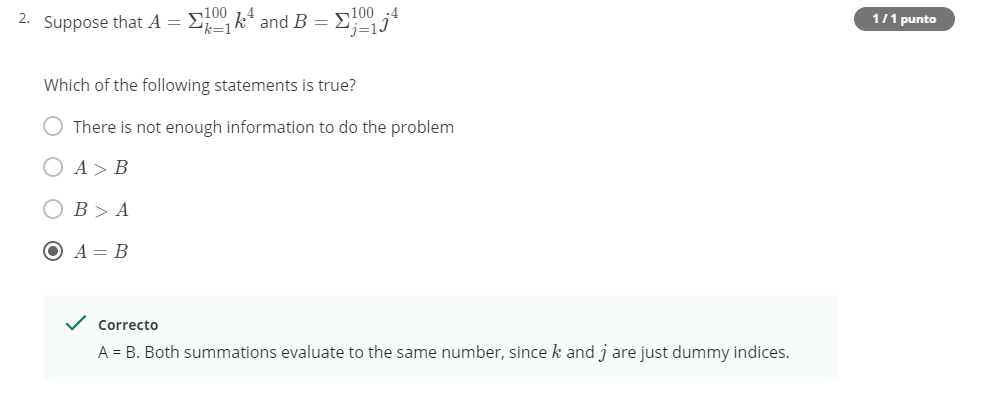 2. Suppose that $A = \Sigma_{k=1}^{100} k^4$ and $B = \Sigma_{j=1}^{100} j^4$
1 / 1 punto
Which of the following statements is true?
There is not enough information to do the problem
$A > B$
$B > A$
$A = B$
Correcto
A = B. Both summations evaluate to the same number, since $k$ and $j$ are just dummy indices.